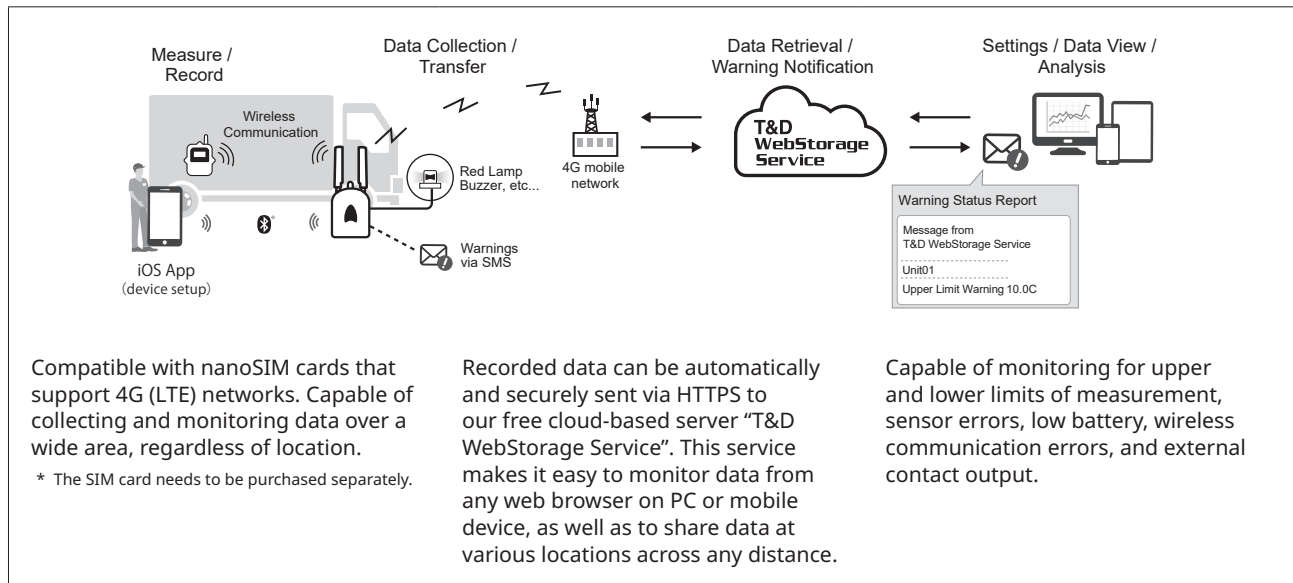 Measure /
Record
Data Collection /
Transfer
Data Retrieval /
Warning Notification
Settings / Data View /
Analysis
Wireless
Communication
Red Lamp
Buzzer, etc...
4G mobile
network
T&D
WebStorage
Service
Warnings
via SMS
iOS App
(device setup)
Warning Status Report
Message from
T&D WebStorage Service
Unit01
Upper Limit Warning 10.0C
Compatible with nanoSIM cards that
support 4G (LTE) networks. Capable of
collecting and monitoring data over a
wide area, regardless of location.
* The SIM card needs to be purchased separately.
Recorded data can be automatically
and securely sent via HTTPS to
our free cloud-based server “T&D
WebStorage Service”. This service
makes it easy to monitor data from
any web browser on PC or mobile
device, as well as to share data at
various locations across any distance.
Capable of monitoring for upper
and lower limits of measurement,
sensor errors, low battery, wireless
communication errors, and external
contact output.